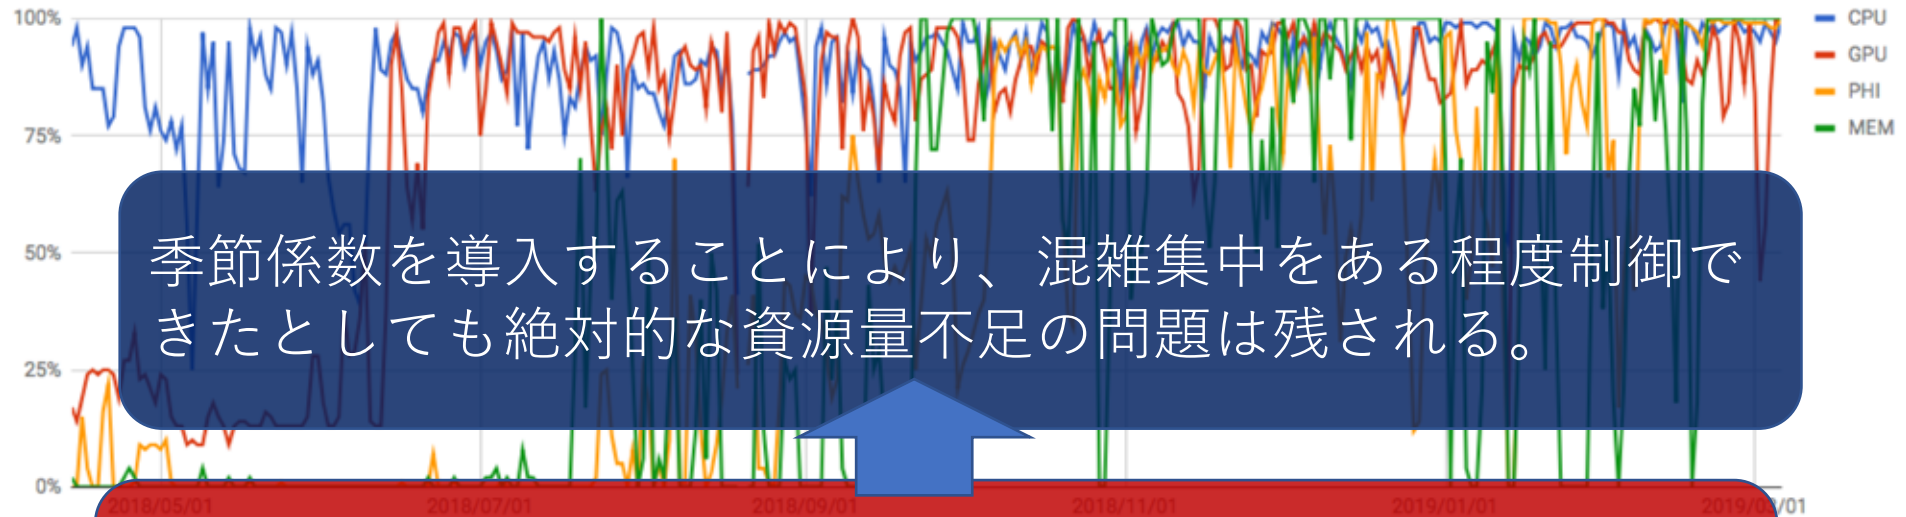 100%
CPU
GPU
75%
PHI
MEM
50%
季節係数を導入することにより、混雑集中をある程度制御で
きたとしても絶対的な資源量不足の問題は残される。
25%
0%
2018/05/01 2018/07/01 2018/09/01 2018/11/01 2019/01/01 2019/03/01